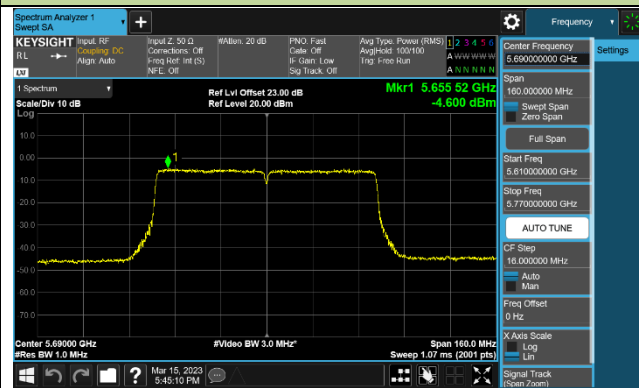 Spectrum Analyzer 1
Swept SA
Frequency
KEYSIGHT
RL
LXI
Input: RF
Coupling: DC
Align: Auto
Input Z: 50 Ω
Corrections: Off
Freq Ref: Int (S)
NFE: Off
#Atten: 20 dB
PNO: Fast
Gate: Off
IF Gain: Low
Sig Track: Off
Avg Type: Power (RMS)
Avg|Hold: 100/100
Trig: Free Run
1 2 3 4 5 6
A W W W W W
A N N N N N
1 Spectrum
Scale/Div 10 dB
Log
Ref Lvl Offset 23.00 dB
Ref Level 20.00 dBm
Mkr1 5.655 52 GHz
-4.600 dBm
10.0
0.00
10.0
20.0
30.0
40.0
-50.0
60.0
70.0
1
Center 5.69000 GHz
#Res BW 1.0 MHz
#Video BW 3.0 MHz*
Span 160.0 MHz
Sweep 1.07 ms (2001 pts)
Center Frequency
5.690000000 GHz
Span
160.000000 MHz
Swept Span
Zero Span
Full Span
Start Freq
5.610000000 GHz
Stop Freq
5.770000000 GHz
AUTO TUNE
CF Step
16.000000 MHz
Auto
Man
Freq Offset
0 Hz
X Axis Scale
Log
Lin
Signal Track
(Span Zoom)
Settings
?
Mar 15, 2023
5:45:10 PM